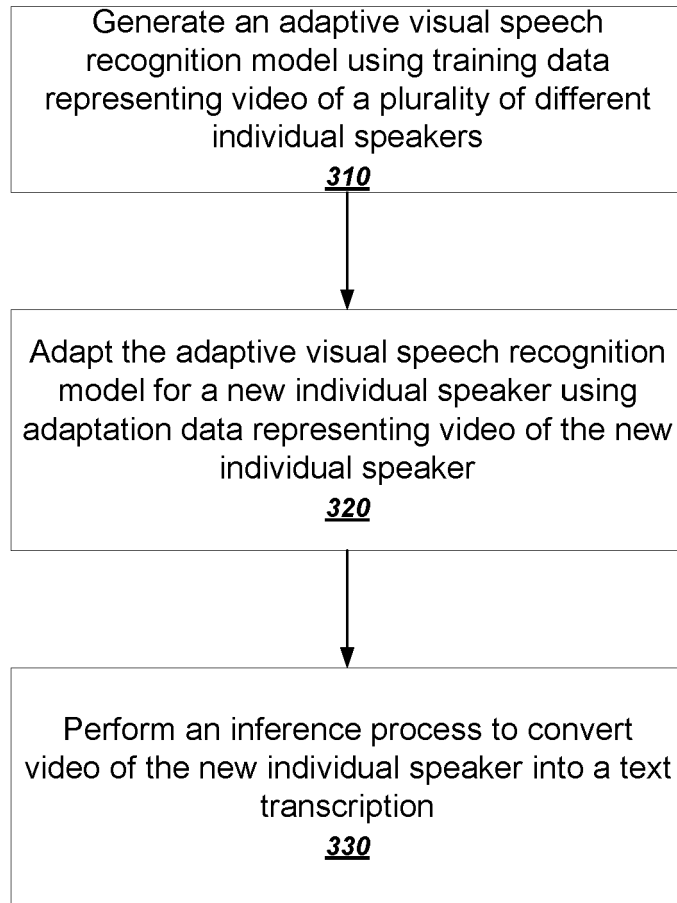 Generate an adaptive visual speech
recognition model using training data
representing video of a plurality of different
individual speakers
310
Adapt the adaptive visual speech recognition
model for a new individual speaker using
adaptation data representing video of the new
individual speaker
320
Perform an inference process to convert
video of the new individual speaker into a text
transcription
330